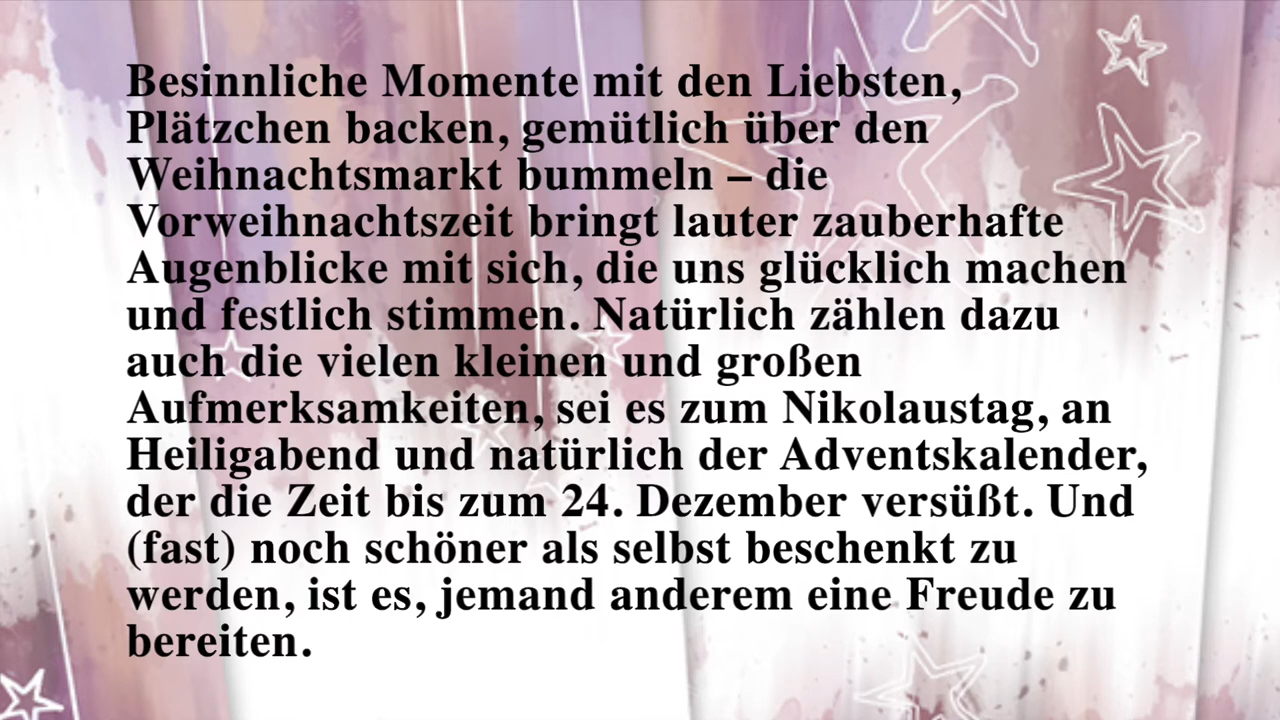 Besinnliche Momente mit den Liebsten,
Plätzchen backen, gemütlich über den
Weihnachtsmarkt bummeln – die
Vorweihnachtszeit bringt lauter zauberhafte
Augenblicke mit sich, die uns glücklich machen
und festlich stimmen. Natürlich zählen dazu
auch die vielen kleinen und großen
Aufmerksamkeiten, sei es zum Nikolaustag, an
Heiligabend und natürlich der Adventskalender,
der die Zeit bis zum 24. Dezember versüßt. Und
(fast) noch schöner als selbst beschenkt zu
werden, ist es, jemand anderem eine Freude zu
bereiten.